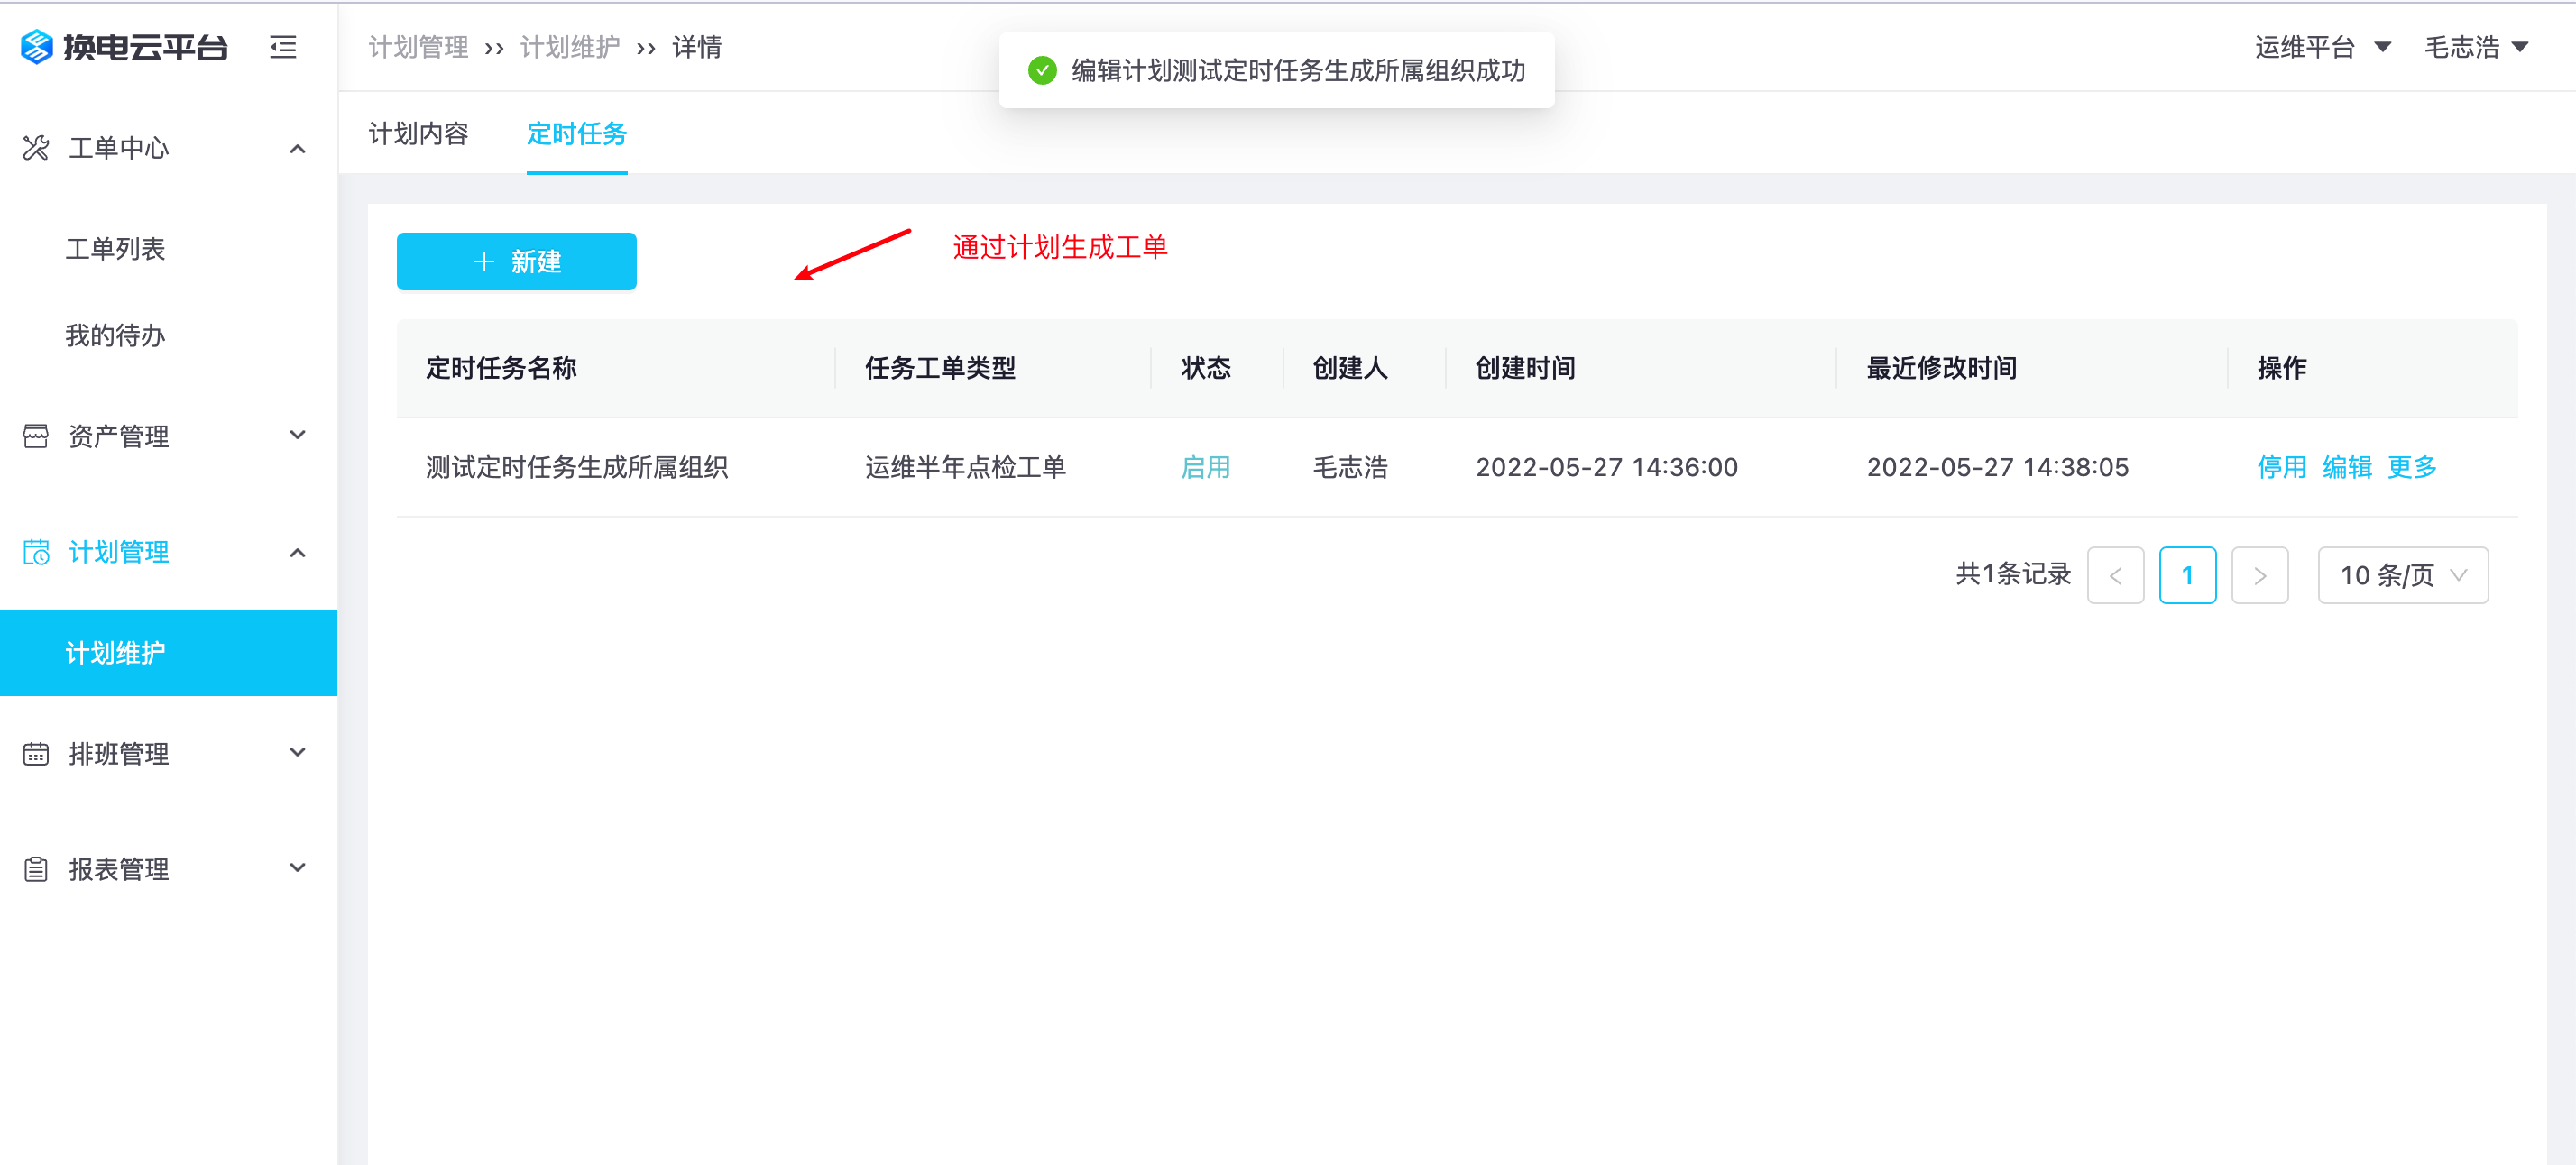 换电云平台
计划管理 ›› 计划维护 ›› 详情
编辑计划测试定时任务生成所属组织成功
运维平台
毛志浩
工单中心
工单列表
我的待办
资产管理
计划管理
计划维护
排班管理
报表管理
计划内容
定时任务
+ 新建
通过计划生成工单
定时任务名称 任务工单类型 状态 创建人 创建时间 最近修改时间 操作
测试定时任务生成所属组织 运维半年点检工单 启用 毛志浩 2022-05-27 14:36:00 2022-05-27 14:38:05 停用 编辑 更多
共1条记录 < 1 > 10 条/页